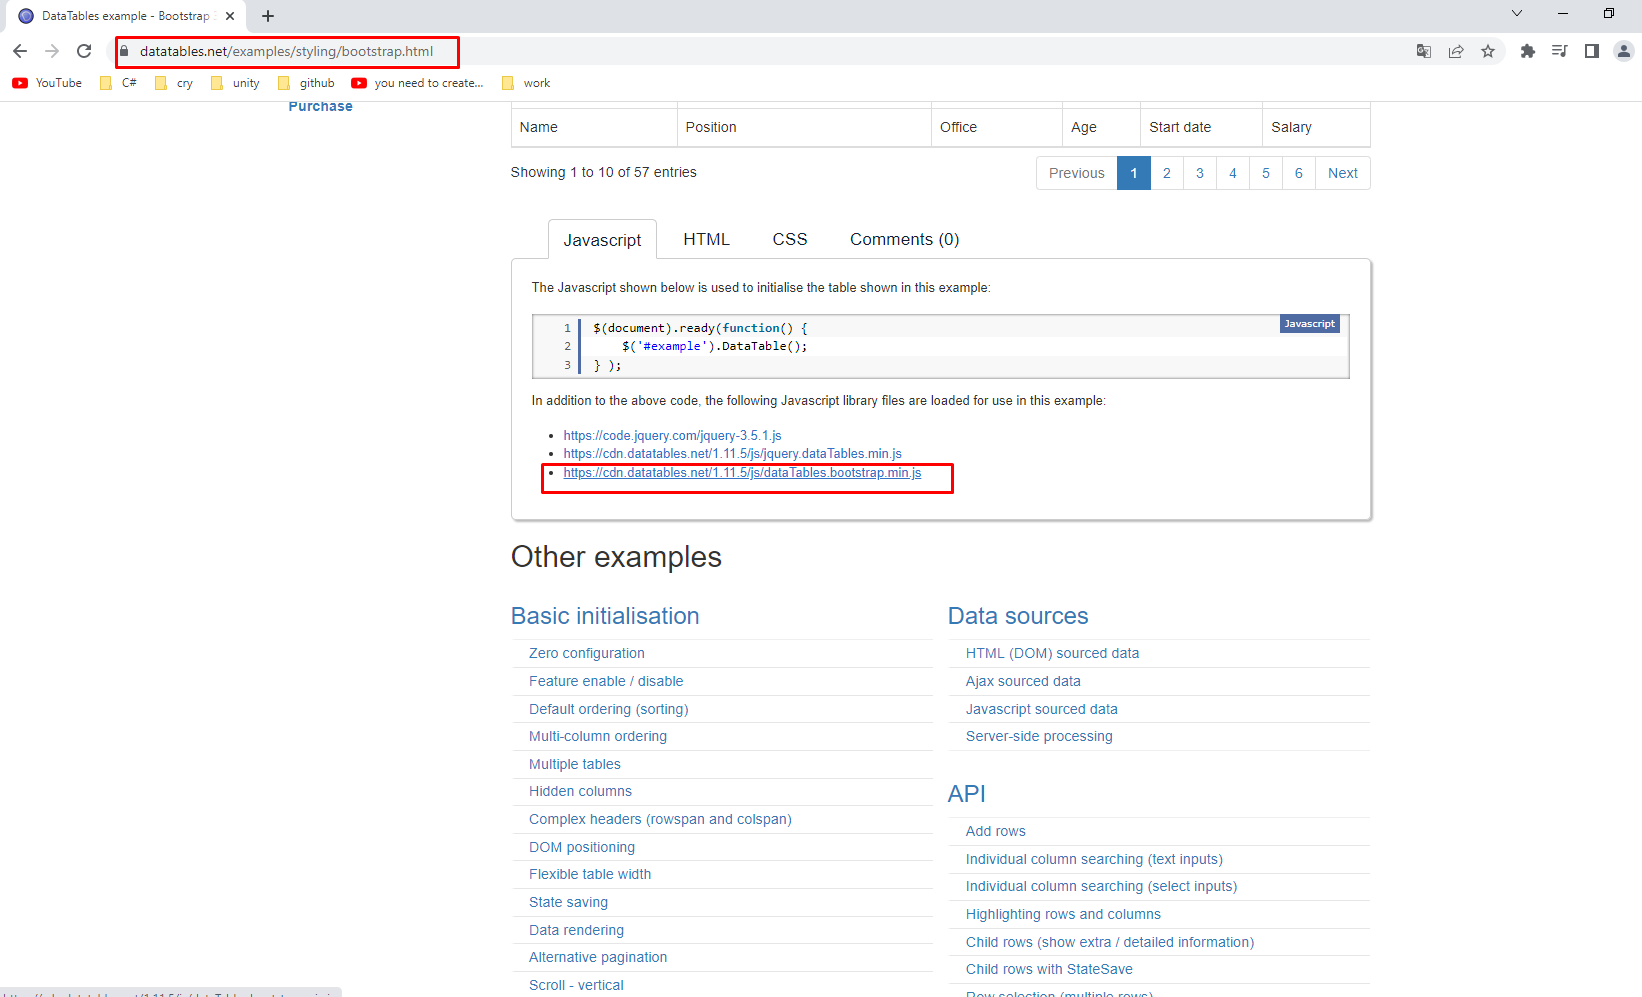 DataTables example - Bootstrap
datatables.net/examples/styling/bootstrap.html
YouTube C# cry unity github you need to create... work
Purchase
Name Position Office Age Start date Salary
Showing 1 to 10 of 57 entries
Previous 1 2 3 4 5 6 Next
Javascript HTML CSS Comments (0)
The Javascript shown below is used to initialise the table shown in this example:
Javascript
1 $(document).ready(function() {
2 $('#example').DataTable();
3 } );
In addition to the above code, the following Javascript library files are loaded for use in this example:
https://code.jquery.com/jquery-3.5.1.js
https://cdn.datatables.net/1.11.5/js/jquery.dataTables.min.js
https://cdn.datatables.net/1.11.5/js/dataTables.bootstrap.min.js
Other examples
Basic initialisation
Zero configuration
Feature enable / disable
Default ordering (sorting)
Multi-column ordering
Multiple tables
Hidden columns
Complex headers (rowspan and colspan)
DOM positioning
Flexible table width
State saving
Data rendering
Alternative pagination
Scroll - vertical
Data sources
HTML (DOM) sourced data
Ajax sourced data
Javascript sourced data
Server-side processing
API
Add rows
Individual column searching (text inputs)
Individual column searching (select inputs)
Highlighting rows and columns
Child rows (show extra / detailed information)
Child rows with StateSave
Row selection (multiple rows)